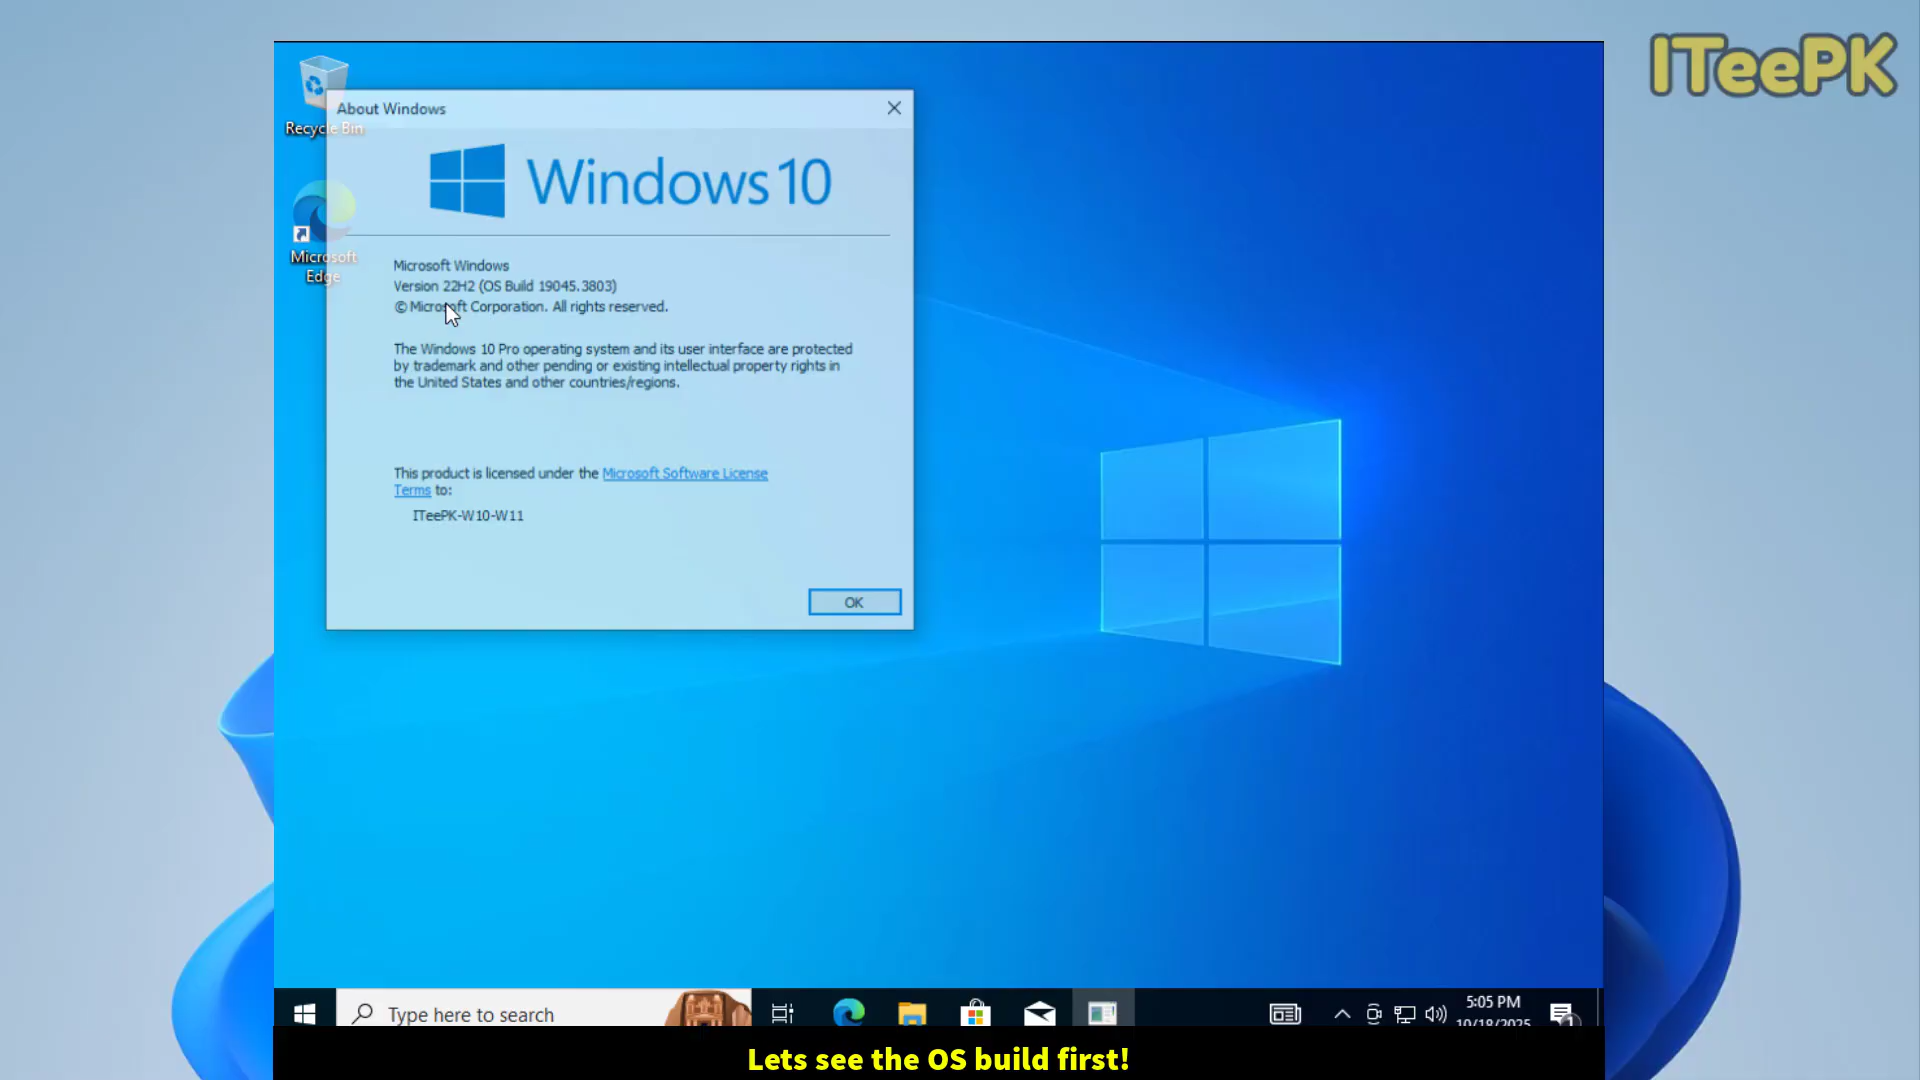 ITeePK
Recycle Bin
Microsoft
Edge
About Windows
Windows 10
Microsoft Windows
Version 22H2 (OS Build 19045.3803)
© Microsoft Corporation. All rights reserved.
The Windows 10 Pro operating system and its user interface are protected
by trademark and other pending or existing intellectual property rights in
the United States and other countries/regions.
This product is licensed under the Microsoft Software License
Terms to:
ITeePK-W10-W11
OK
Type here to search
5:05 PM
10/18/2025
1
Lets see the OS build first!